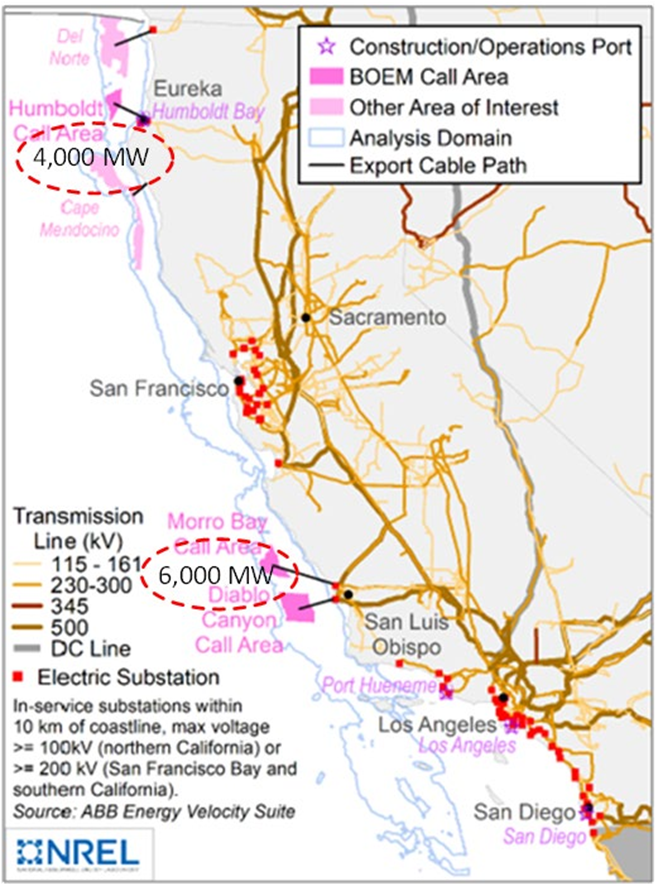 Del
Norte
Eureka
Humboldt Bay
Humboldt
Call Area
4,000 MW
Cape
Mendocino
Construction/Operations Port
BOEM Call Area
Other Area of Interest
Analysis Domain
Export Cable Path
Sacramento
San Francisco
Morro Bay
Call Area
6,000 MW
Diablo
Canyon
Call Area
San Luis
Obispo
Port Hueneme
Los Angeles
Los Angeles
San Diego
San Diego
Transmission
Line (kV)
115 - 161
230-300
345
500
DC Line
Electric Substation
In-service substations within
10 km of coastline, max voltage
>= 100kV (northern California) or
>= 200 kV (San Francisco Bay and
southern California).
Source: ABB Energy Velocity Suite
NREL